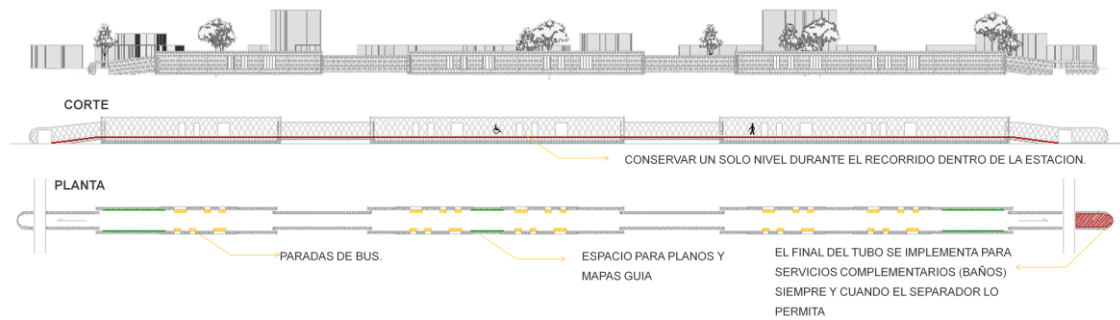 CORTE
CONSERVAR UN SOLO NIVEL DURANTE EL RECORRIDO DENTRO DE LA ESTACION.
PLANTA
PARADAS DE BUS.
ESPACIO PARA PLANOS Y
MAPAS GUIA
EL FINAL DEL TUBO SE IMPLEMENTA PARA
SERVICIOS COMPLEMENTARIOS (BAÑOS)
SIEMPRE Y CUANDO EL SEPARADOR LO
PERMITA